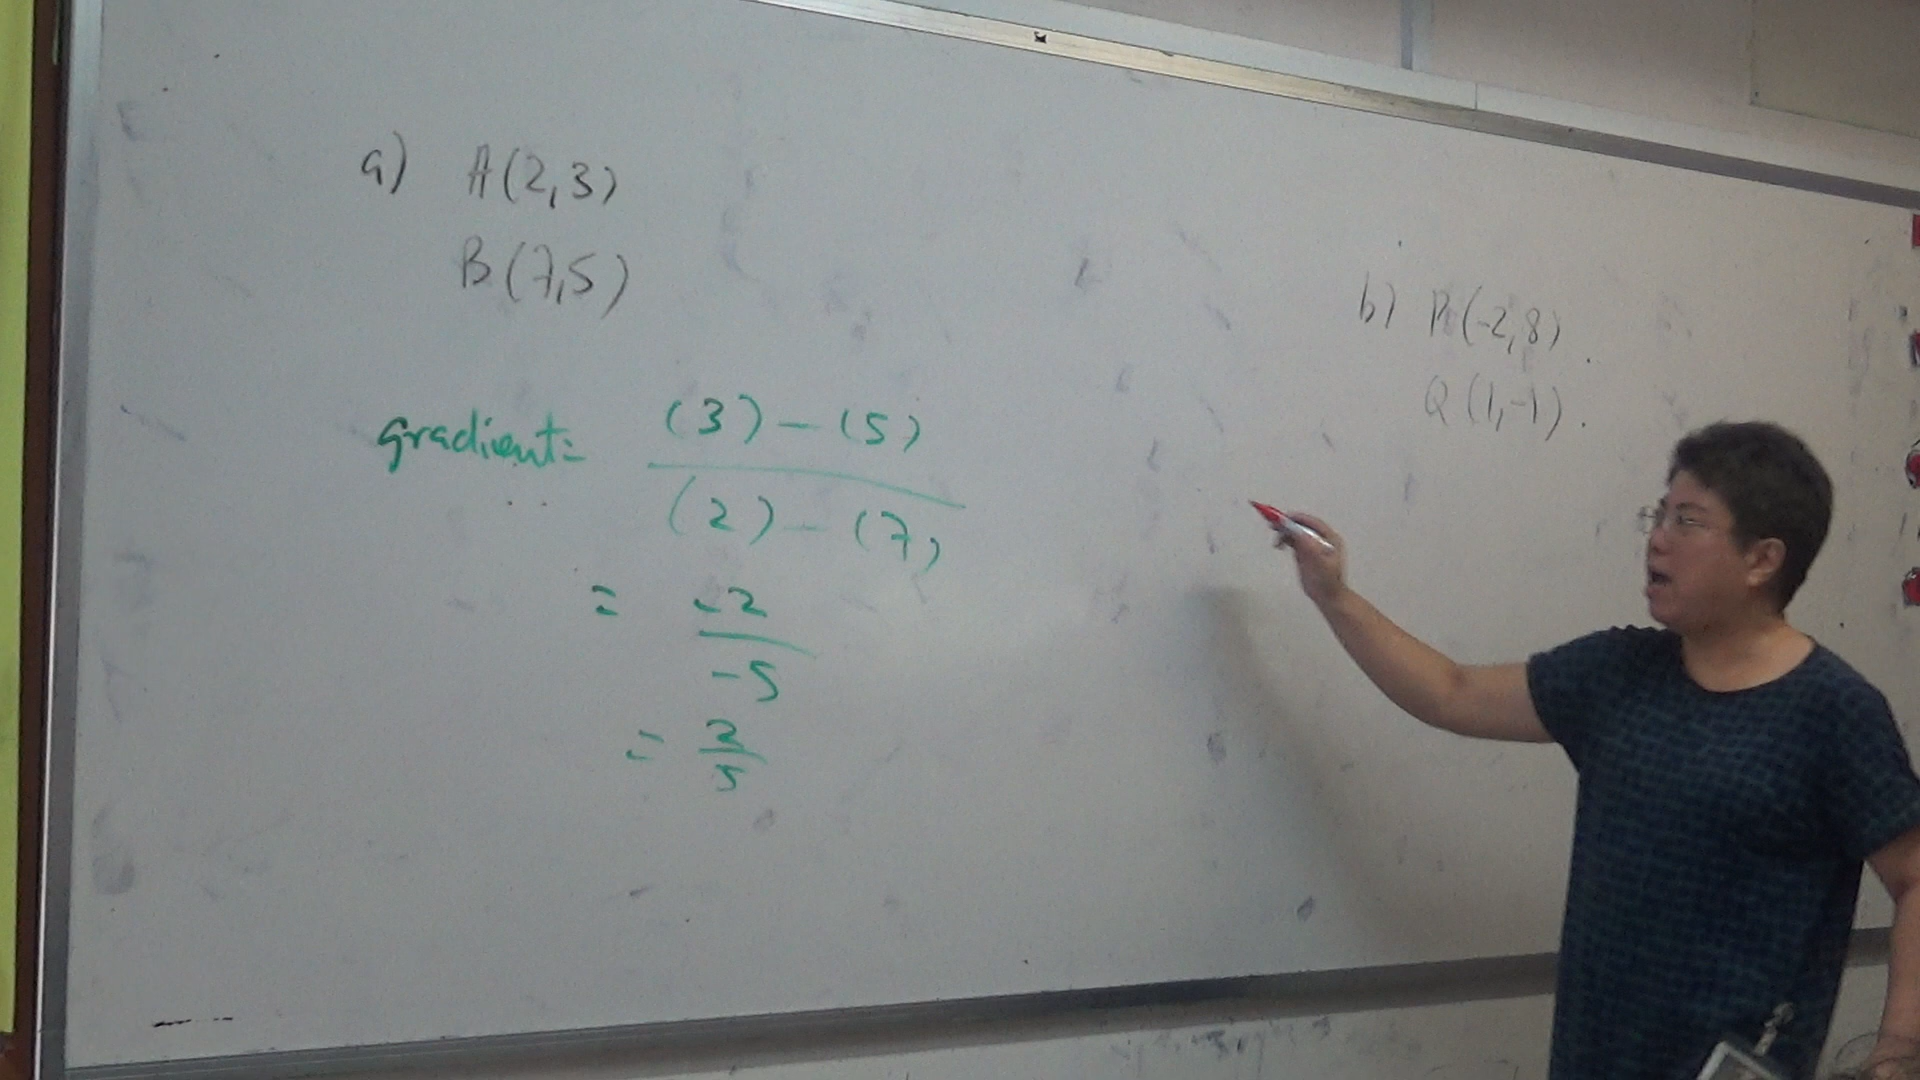 a) A(2,3)
B(7,5)
gradient = (3) - (5)
(2) - (7)
= -2
-5
= 2
5
b) P(-2,8).
Q(1,-1).